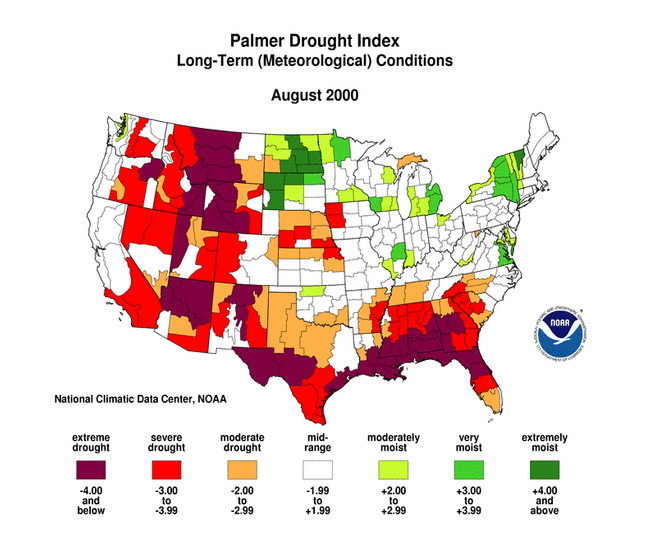 Palmer Drought Index
Long-Term (Meteorological) Conditions
August 2000
NOAA
National Climatic Data Center, NOAA
extreme drought
severe drought
moderate drought
mid-range
moderately moist
very moist
extremely moist
-4.00 and below
-3.00 to -3.99
-2.00 to -2.99
-1.99 to +1.99
+2.00 to +2.99
+3.00 to +3.99
+4.00 and above